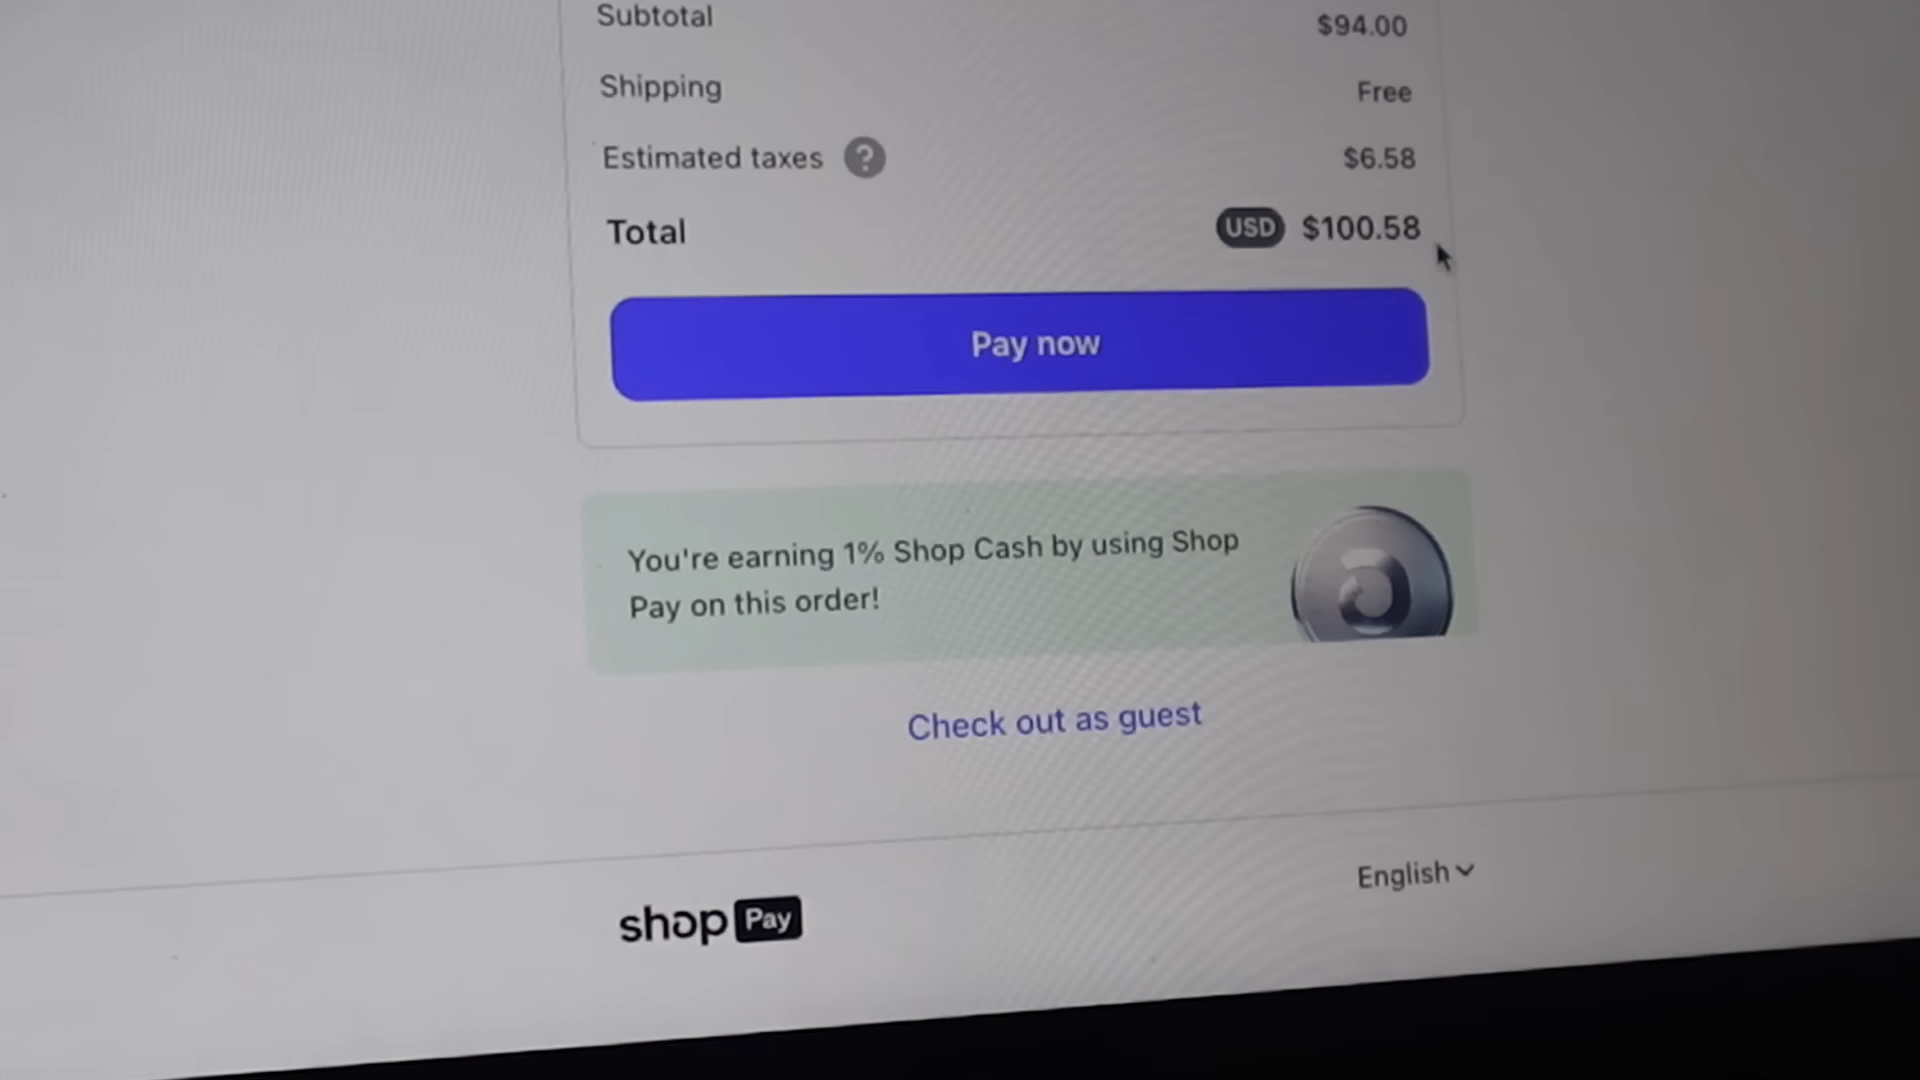 Subtotal $94.00
Shipping Free
Estimated taxes ? $6.58
Total USD $100.58
Pay now
You're earning 1% Shop Cash by using Shop
Pay on this order!
Check out as guest
English
shop Pay